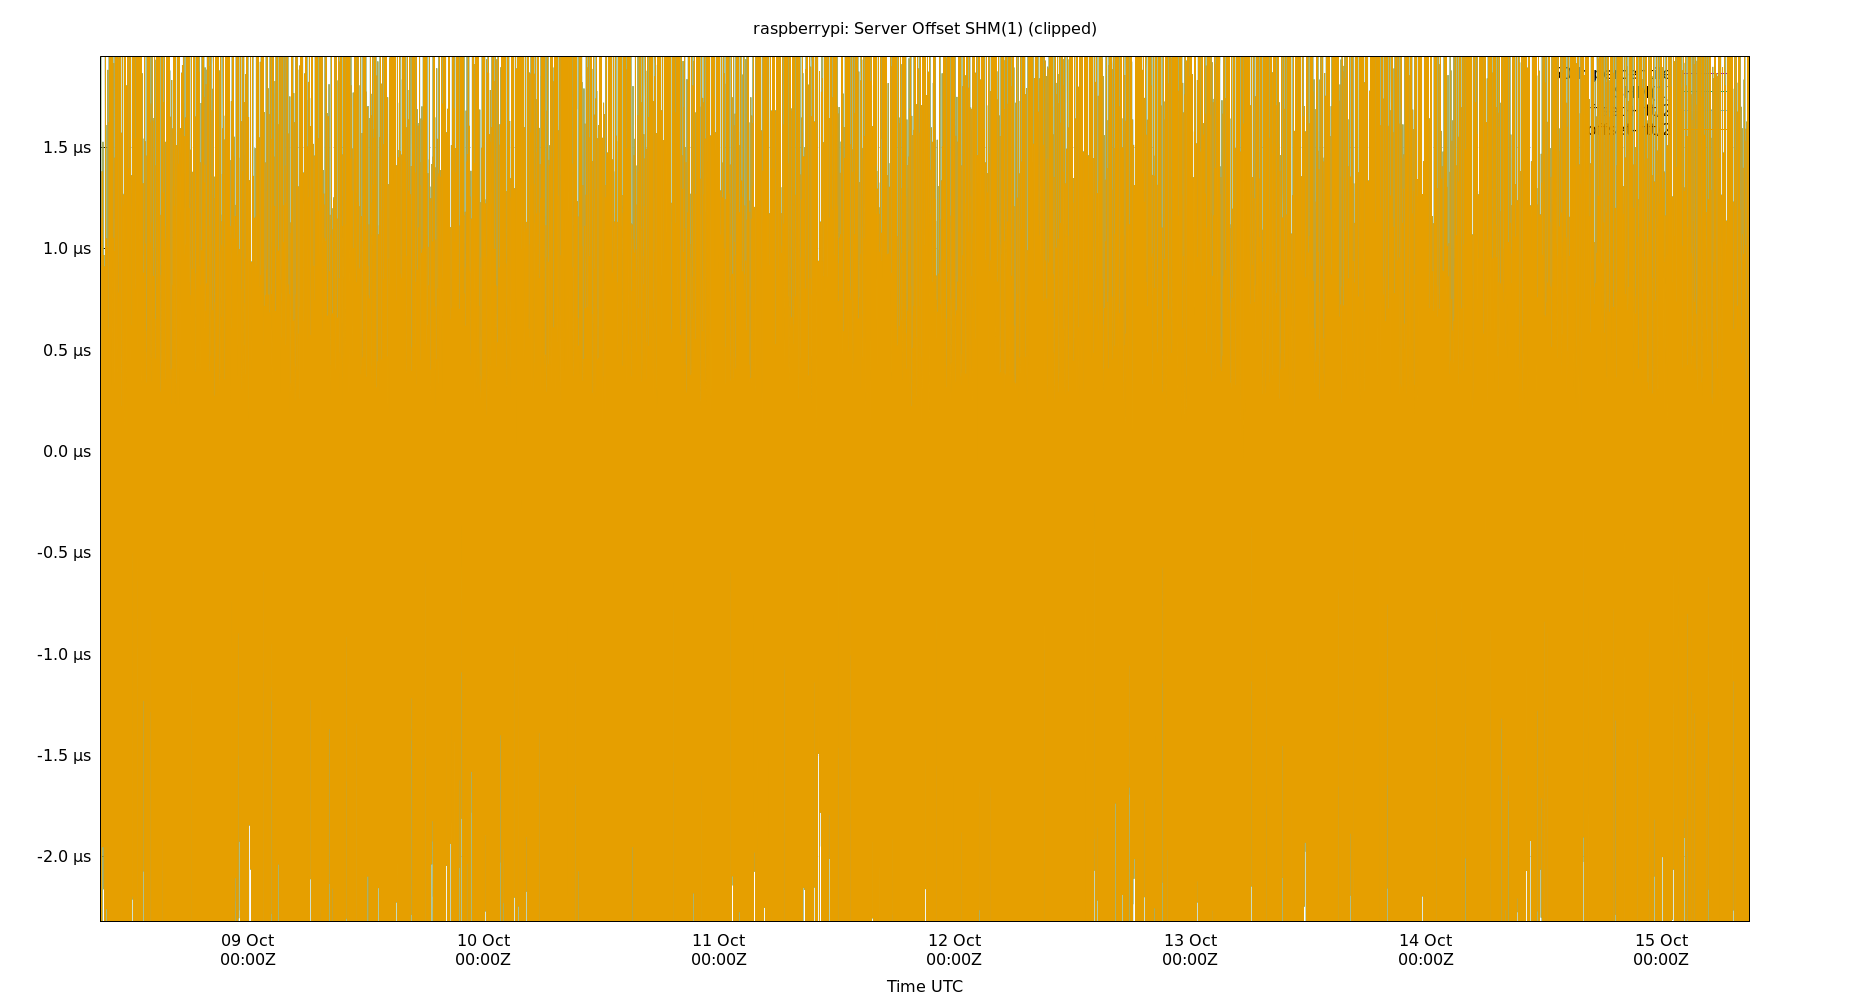 raspberrypi: Server Offset SHM(1) (clipped)
1.5 µs
1.0 µs
0.5 µs
0.0 µs
-0.5 µs
-1.0 µs
-1.5 µs
-2.0 µs
09 Oct 10 Oct 11 Oct 12 Oct 13 Oct 14 Oct 15 Oct
00:00Z 00:00Z 00:00Z 00:00Z 00:00Z 00:00Z 00:00Z
Time UTC